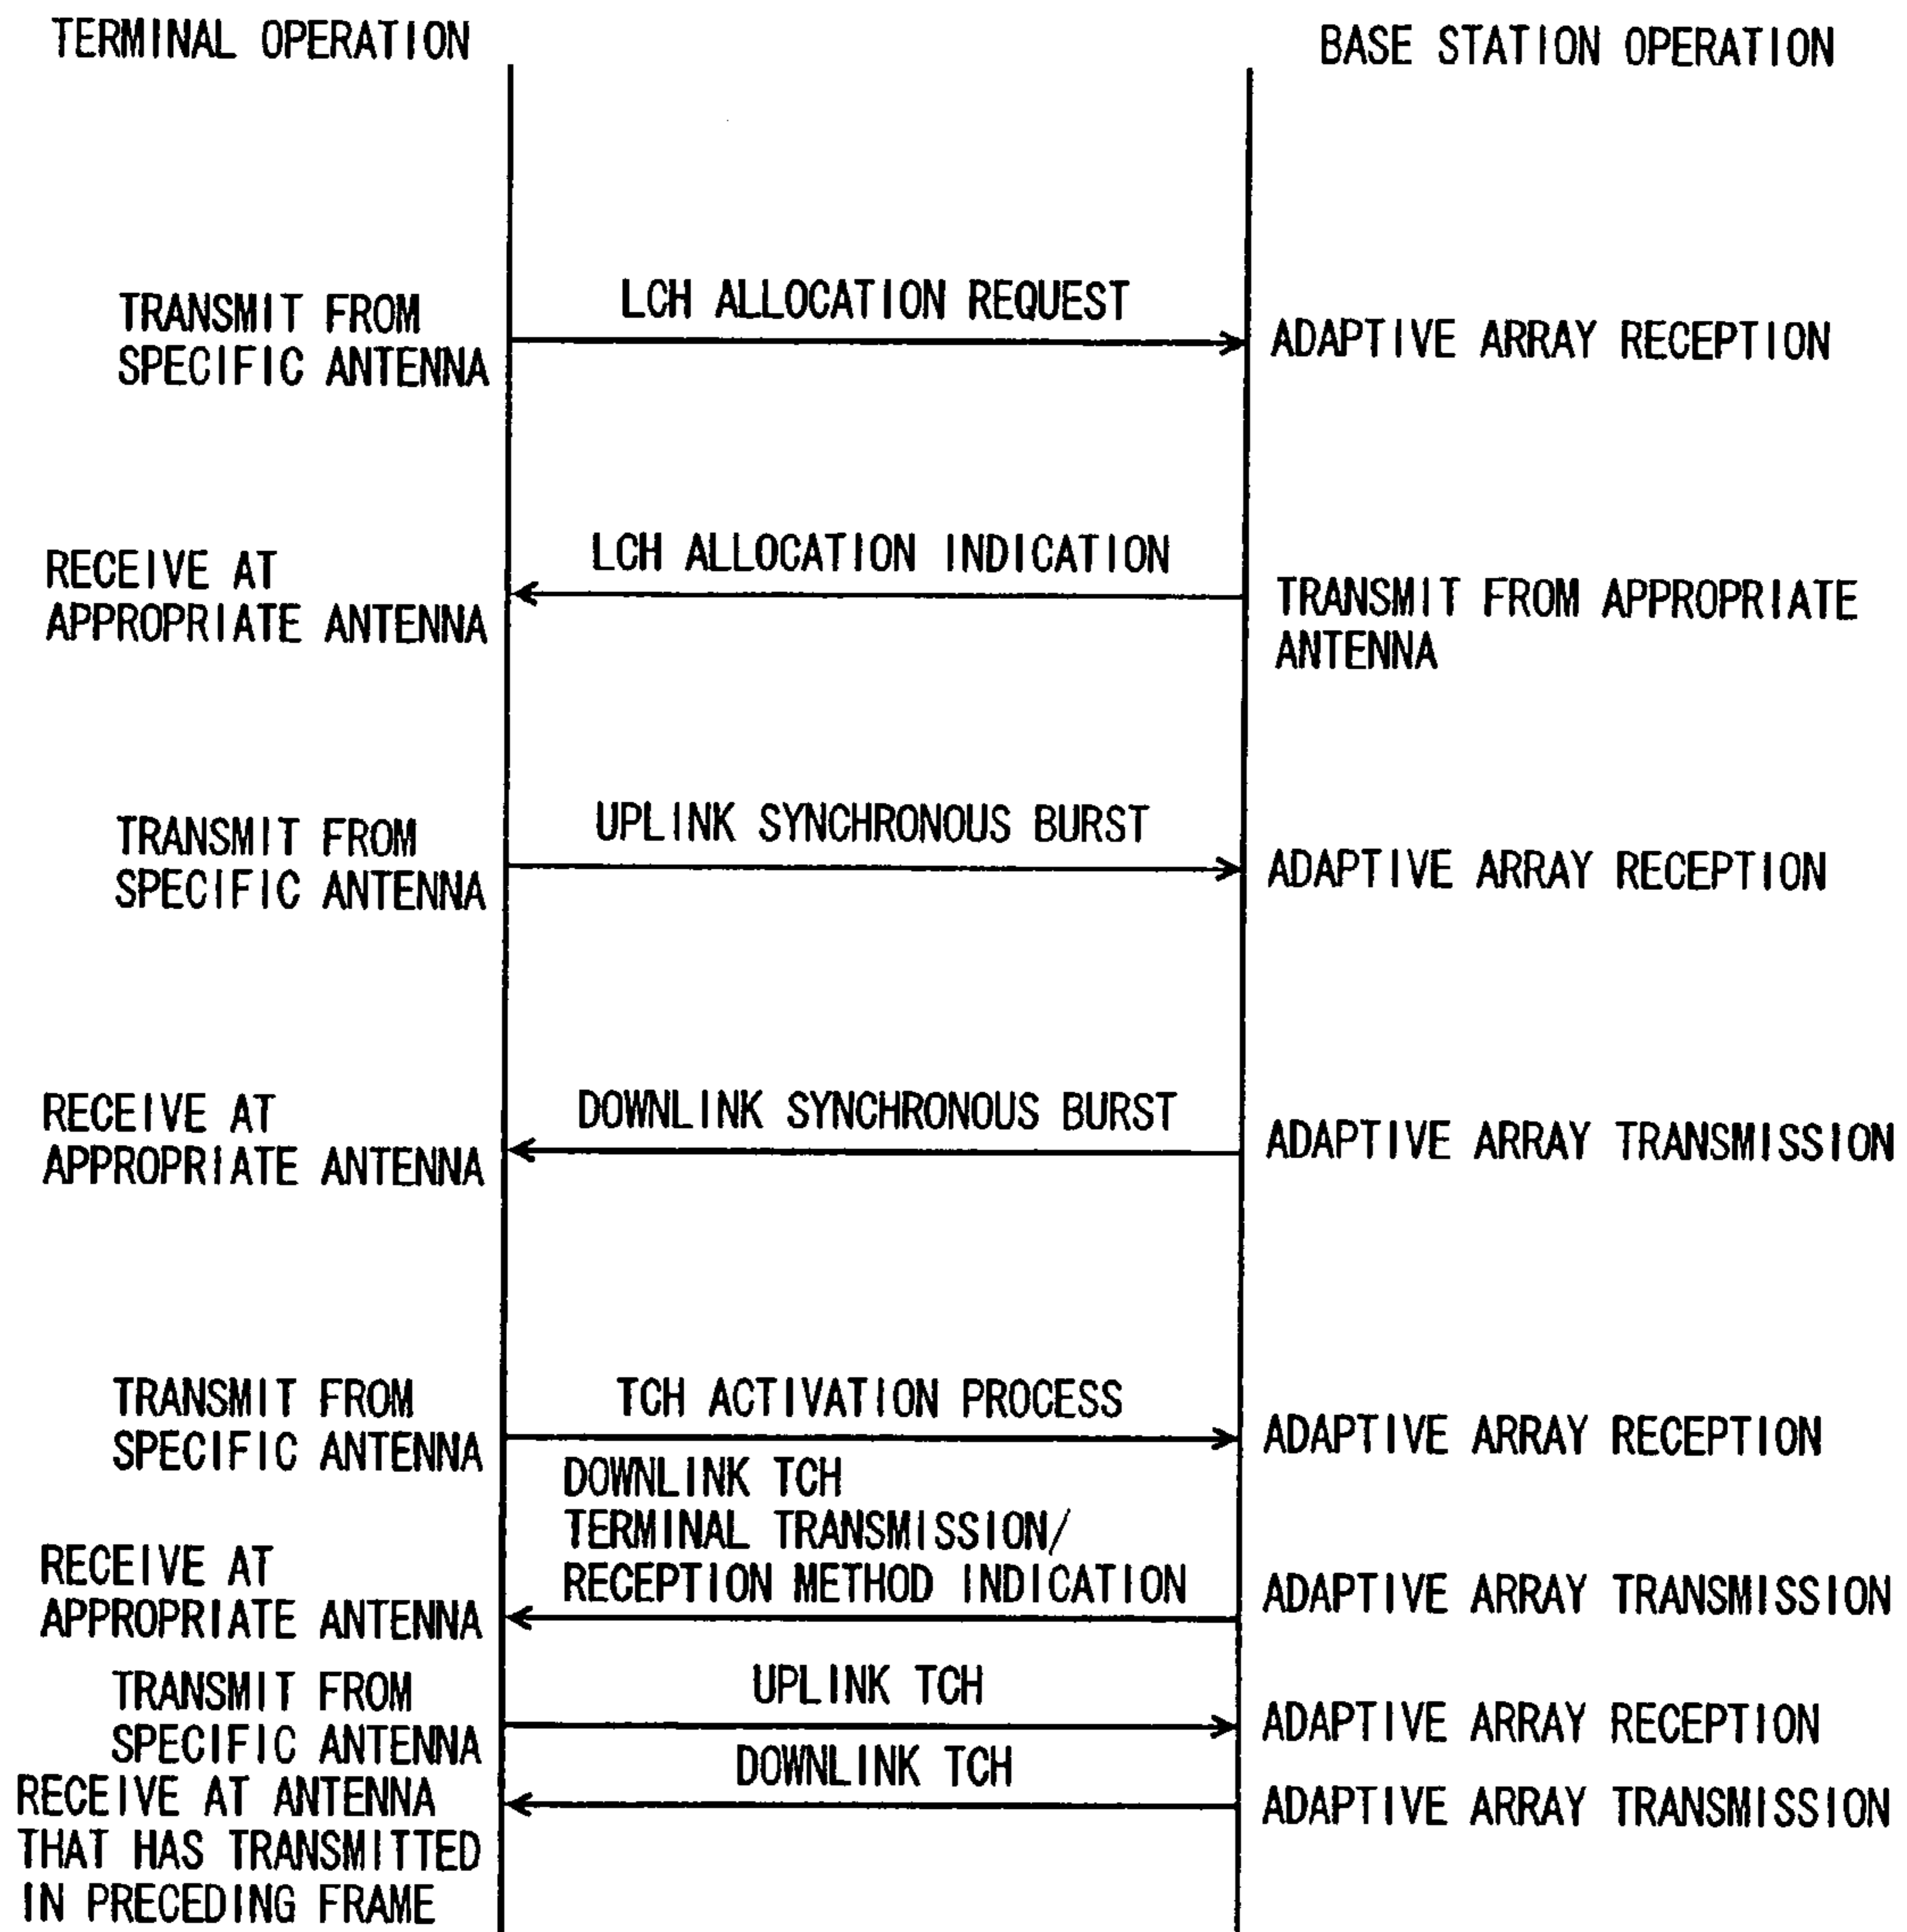 TERMINAL OPERATION
BASE STATION OPERATION
TRANSMIT FROM
SPECIFIC ANTENNA
LCH ALLOCATION REQUEST
ADAPTIVE ARRAY RECEPTION
RECEIVE AT
APPROPRIATE ANTENNA
LCH ALLOCATION INDICATION
TRANSMIT FROM APPROPRIATE
ANTENNA
TRANSMIT FROM
SPECIFIC ANTENNA
UPLINK SYNCHRONOUS BURST
ADAPTIVE ARRAY RECEPTION
RECEIVE AT
APPROPRIATE ANTENNA
DOWNLINK SYNCHRONOUS BURST
ADAPTIVE ARRAY TRANSMISSION
TRANSMIT FROM
SPECIFIC ANTENNA
TCH ACTIVATION PROCESS
ADAPTIVE ARRAY RECEPTION
RECEIVE AT
APPROPRIATE ANTENNA
DOWNLINK TCH
TERMINAL TRANSMISSION/
RECEPTION METHOD INDICATION
ADAPTIVE ARRAY TRANSMISSION
TRANSMIT FROM
SPECIFIC ANTENNA
UPLINK TCH
ADAPTIVE ARRAY RECEPTION
RECEIVE AT ANTENNA
THAT HAS TRANSMITTED
IN PRECEDING FRAME
DOWNLINK TCH
ADAPTIVE ARRAY TRANSMISSION